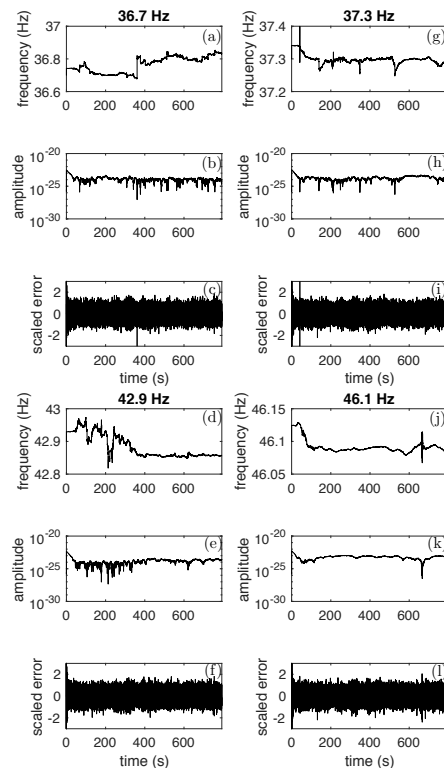 36.7 Hz
37.3 Hz
37
36.8
36.6
frequency (Hz)
(a)
0 200 400 600
37.4
37.3
37.2
frequency (Hz)
(g)
0 200 400 600
10^-20
10^-25
10^-30
amplitude
(b)
0 200 400 600
10^-20
10^-25
10^-30
amplitude
(h)
0 200 400 600
2
0
-2
scaled error
(c)
0 200 400 600
time (s)
2
0
-2
scaled error
(i)
0 200 400 600
time (s)
42.9 Hz
46.1 Hz
43
42.9
42.8
frequency (Hz)
(d)
0 200 400 600
46.15
46.1
46.05
frequency (Hz)
(j)
0 200 400 600
10^-20
10^-25
10^-30
amplitude
(e)
0 200 400 600
10^-20
10^-25
10^-30
amplitude
(k)
0 200 400 600
2
0
-2
scaled error
(f)
0 200 400 600
time (s)
2
0
-2
scaled error
(l)
0 200 400 600
time (s)